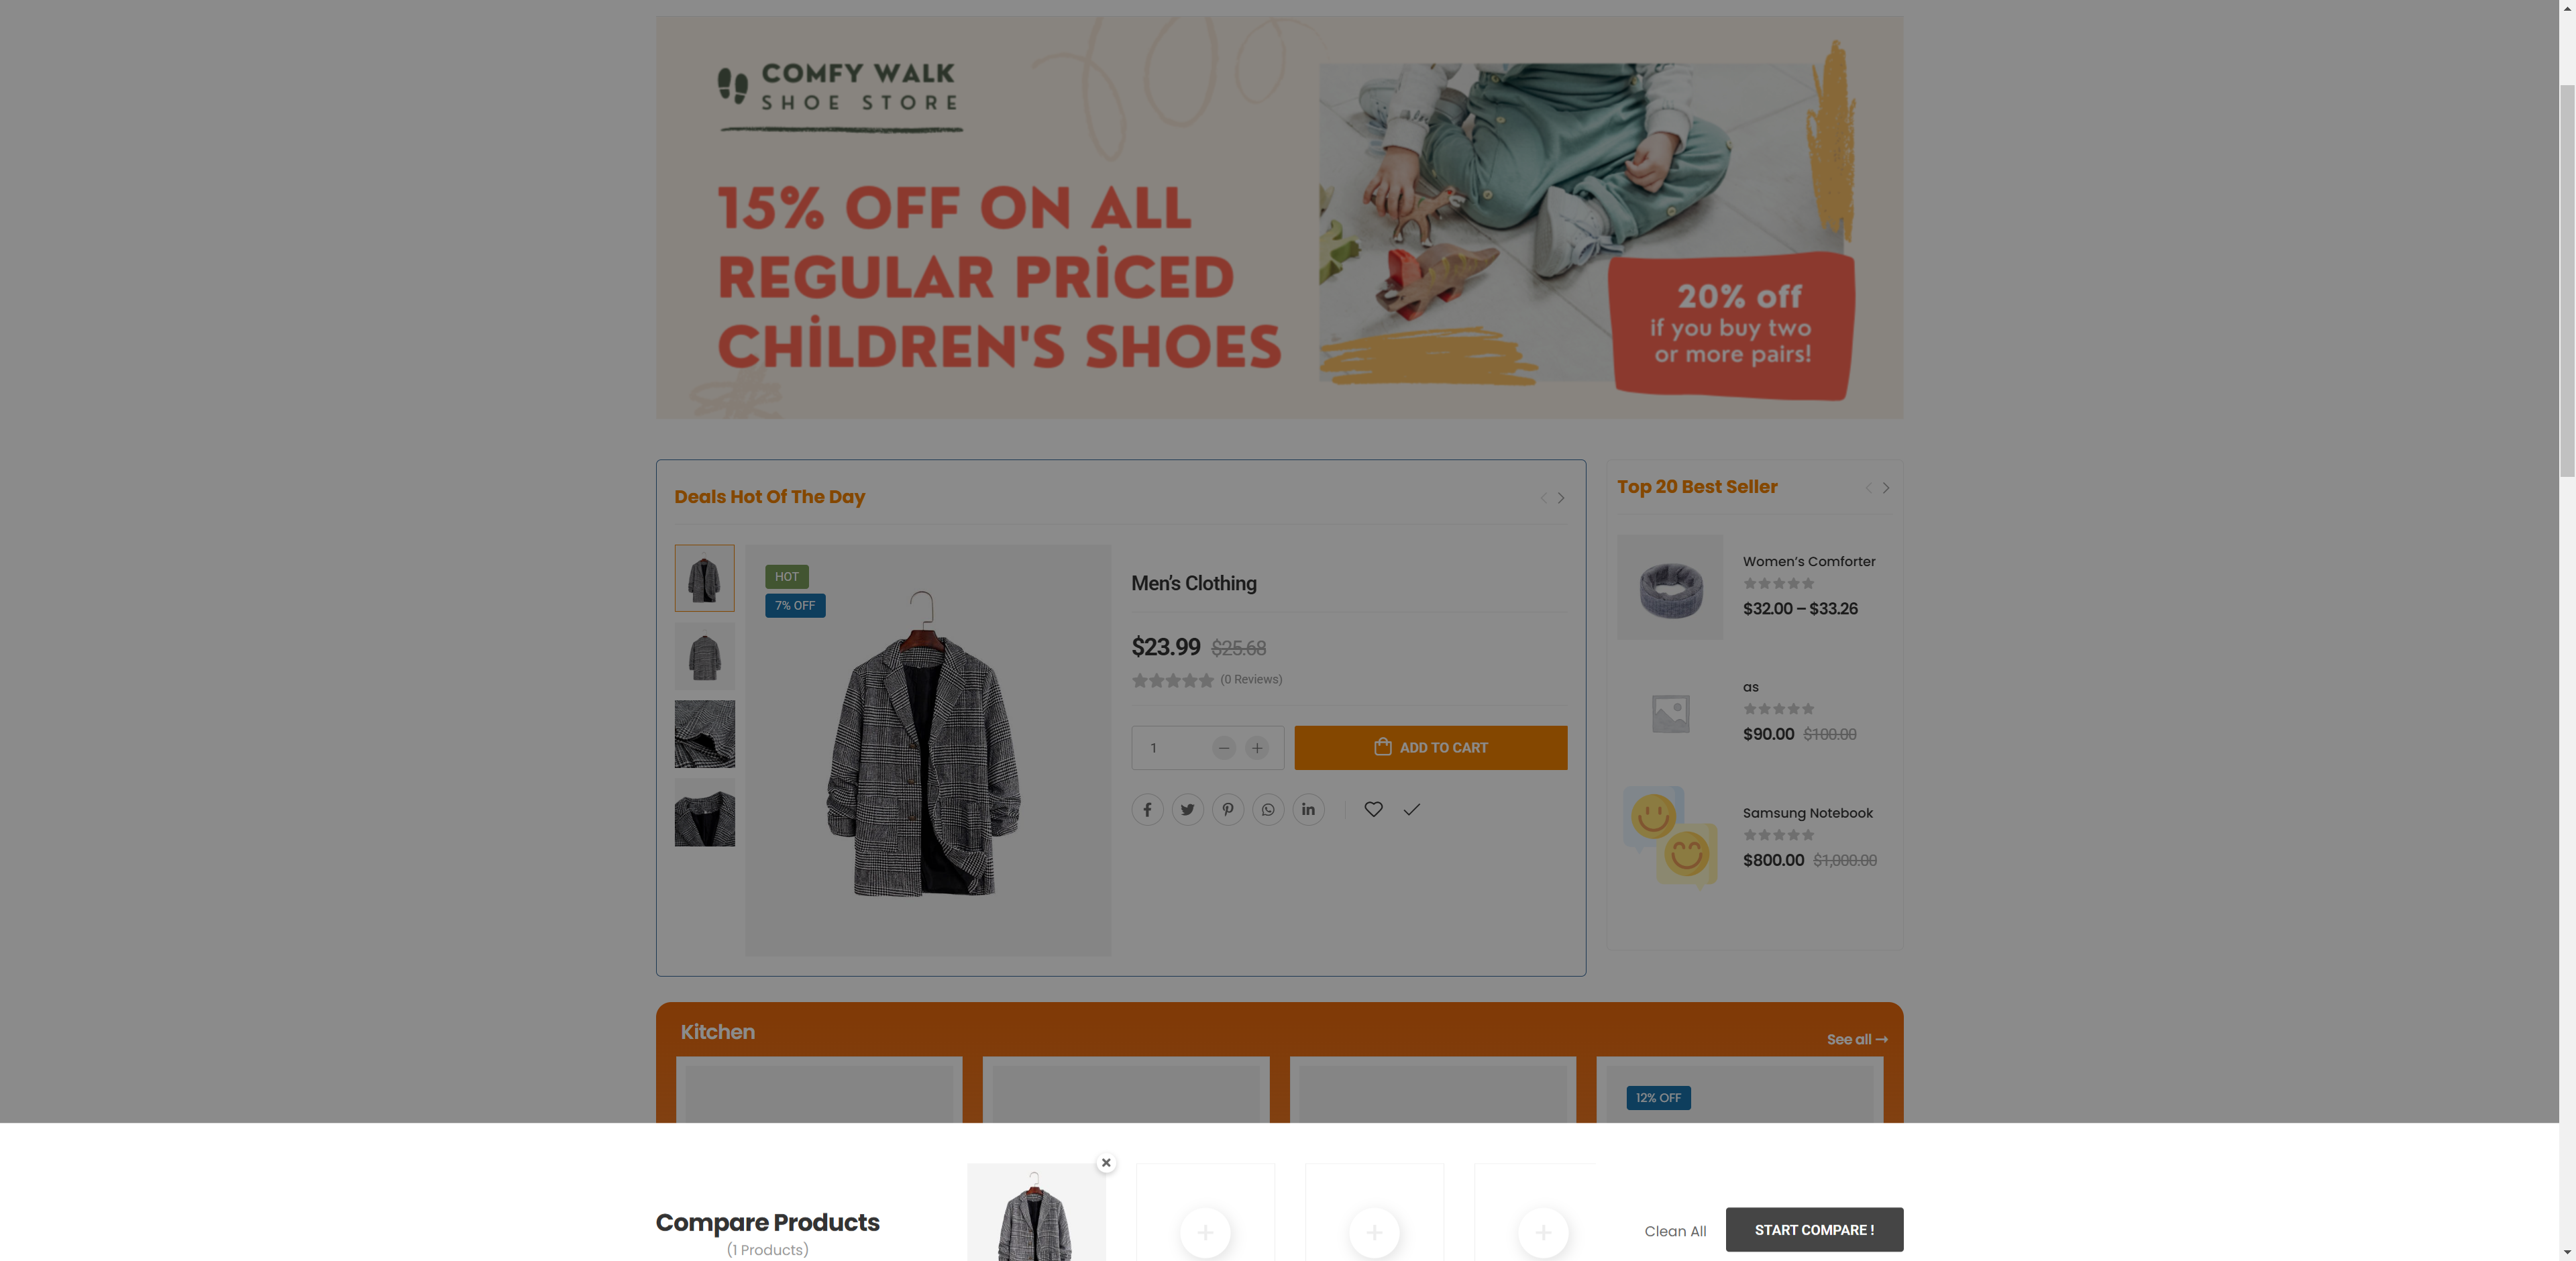 COMFY WALK
SHOE STORE
15% OFF ON ALL
REGULAR PRİCED
CHİLDREN'S SHOES
20% off
if you buy two
or more pairs!
Deals Hot Of The Day
HOT
7% OFF
Men’s Clothing
$23.99 $25.68
(0 Reviews)
1
ADD TO CART
Top 20 Best Seller
Women’s Comforter
$32.00 – $33.26
as
$90.00 $100.00
Samsung Notebook
$800.00 $1,000.00
Kitchen
See all →
12% OFF
Compare Products
(1 Products)
Clean All
START COMPARE !